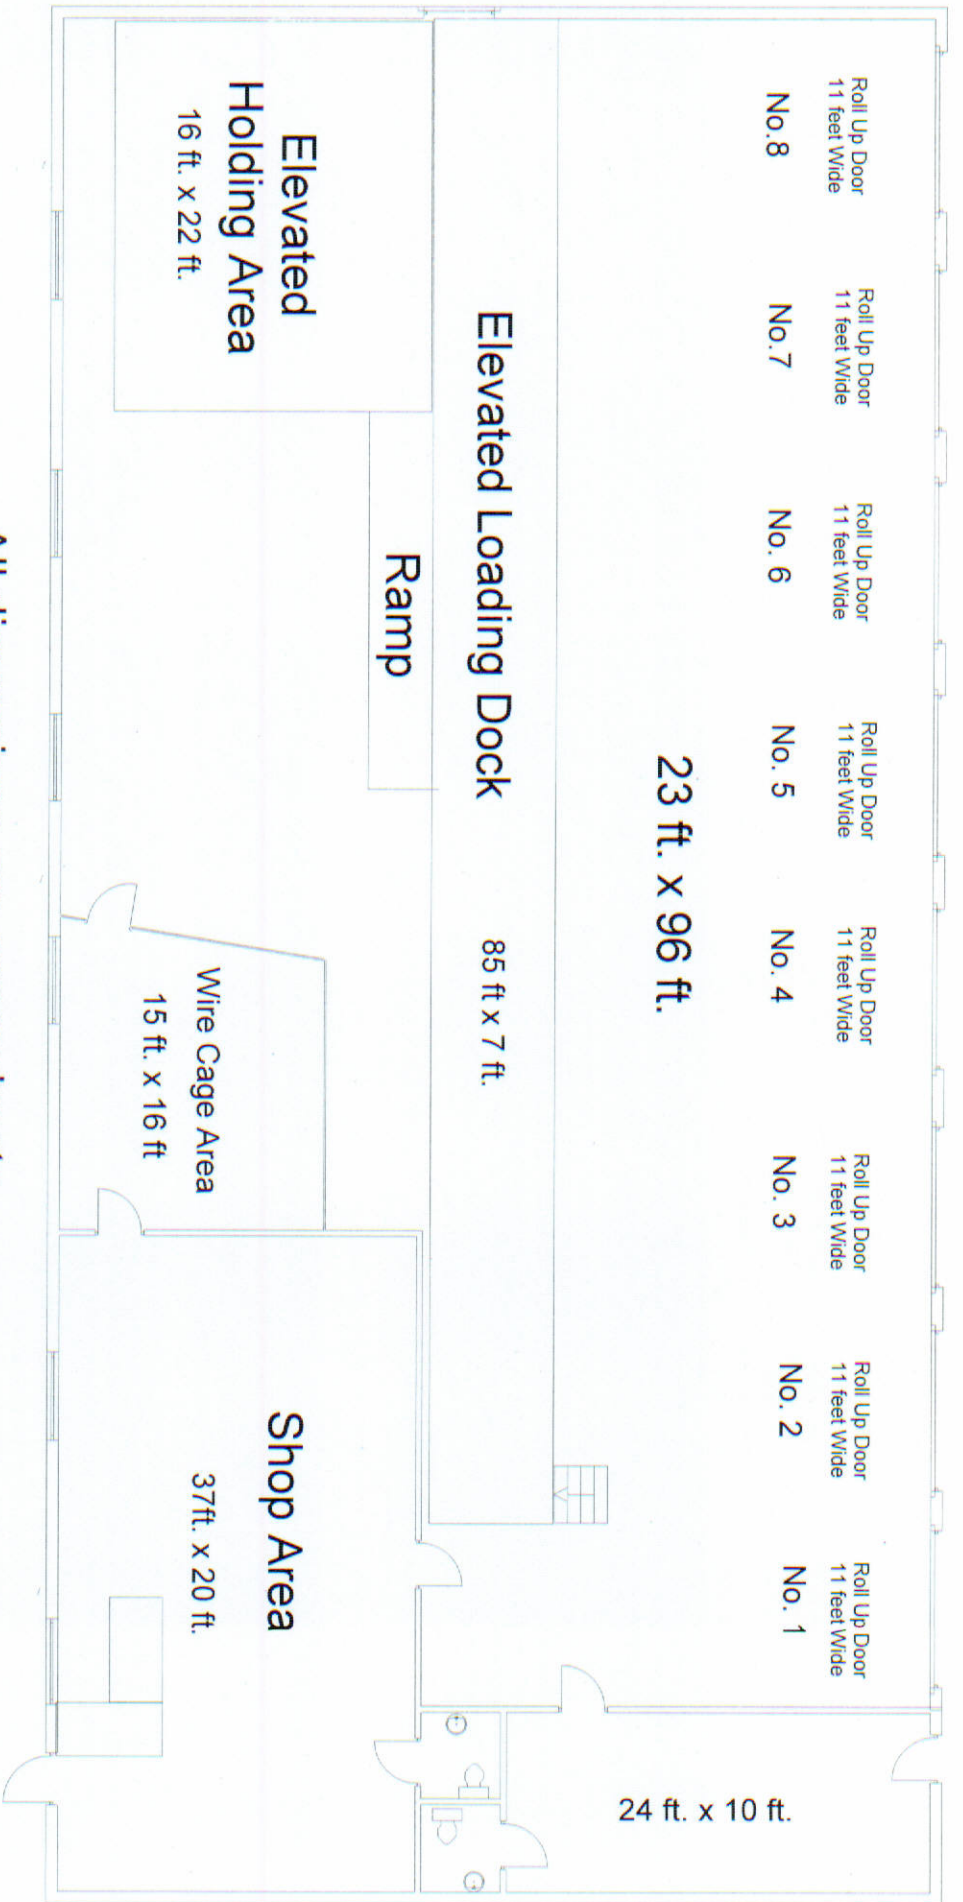 Roll Up Door
11 feet Wide
No.8
Roll Up Door
11 feet Wide
No.7
Roll Up Door
11 feet Wide
No. 6
Roll Up Door
11 feet Wide
No. 5
Roll Up Door
11 feet Wide
No. 4
Roll Up Door
11 feet Wide
No. 3
Roll Up Door
11 feet Wide
No. 2
Roll Up Door
11 feet Wide
No. 1
23 ft. x 96 ft.
24 ft. x 10 ft.
Elevated Loading Dock
85 ft x 7 ft.
Ramp
Elevated
Holding Area
16 ft. x 22 ft.
Wire Cage Area
15 ft. x 16 ft
Shop Area
37ft. x 20 ft.